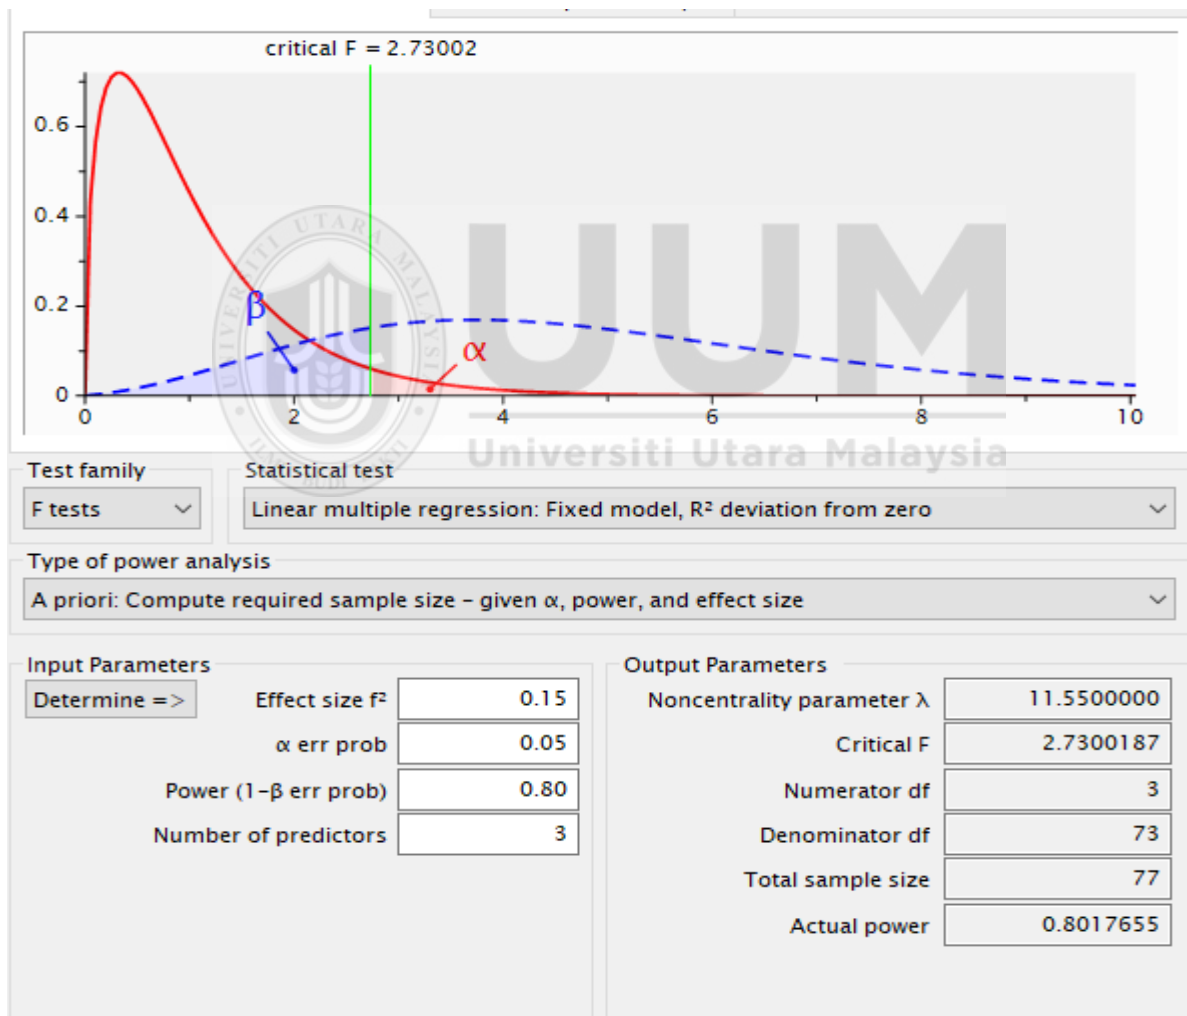 critical F = 2.73002
0.6
0.4
0.2
0
β
α
0 2 4 6 8 10
UNIVERSITI UTARA MALAYSIA
UUM
Universiti Utara Malaysia
Test family
Statistical test
F tests
Linear multiple regression: Fixed model, R² deviation from zero
Type of power analysis
A priori: Compute required sample size – given α, power, and effect size
Input Parameters
Determine =>
Effect size f² 0.15
α err prob 0.05
Power (1–β err prob) 0.80
Number of predictors 3
Output Parameters
Noncentrality parameter λ 11.5500000
Critical F 2.7300187
Numerator df 3
Denominator df 73
Total sample size 77
Actual power 0.8017655